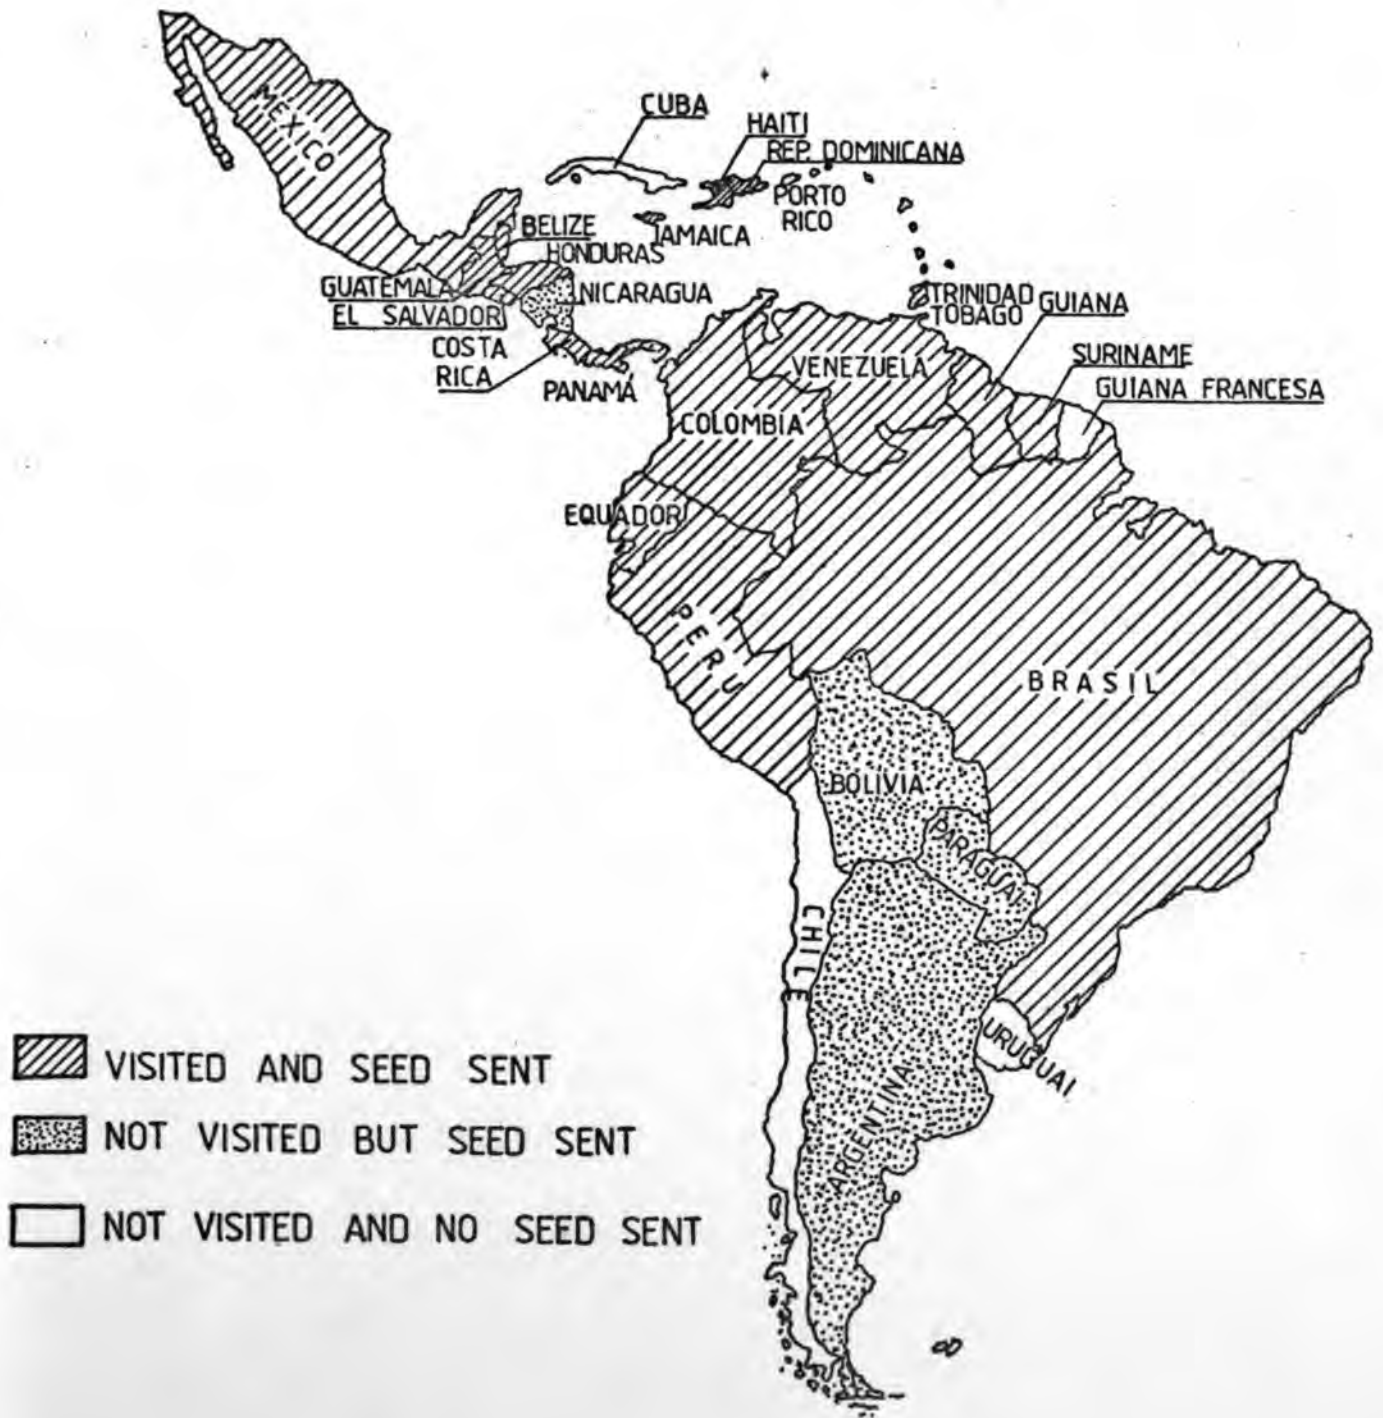 MEXICO
CUBA
HAITI
REP. DOMINICANA
PORTO
RICO
JAMAICA
BELIZE
HONDURAS
GUATEMALA
EL SALVADOR
NICARAGUA
COSTA
RICA
PANAMÁ
TRINIDAD
TOBAGO
GUIANA
SURINAME
GUIANA FRANCESA
VENEZUELA
COLOMBIA
EQUADOR
PERU
BRASIL
BOLIVIA
PARAGUAY
CHILE
URUGUAI
ARGENTINA
VISITED AND SEED SENT
NOT VISITED BUT SEED SENT
NOT VISITED AND NO SEED SENT